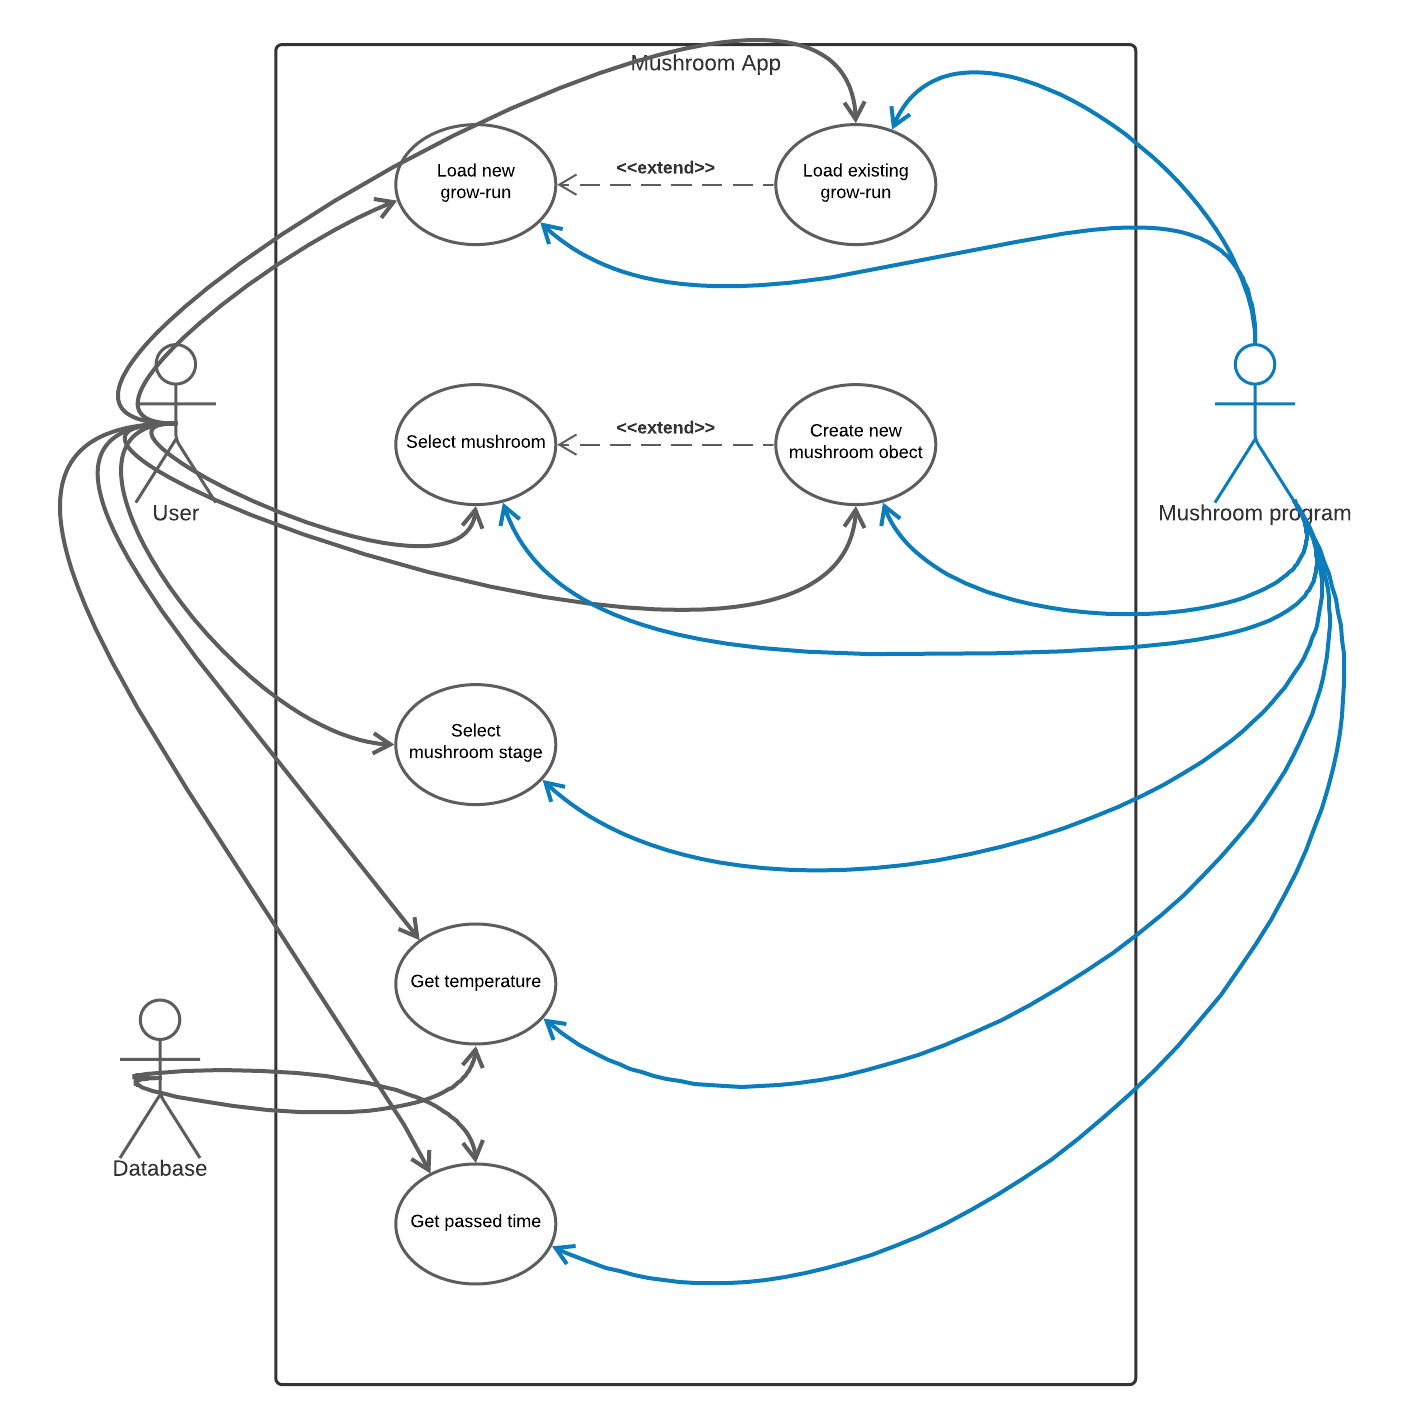 Mushroom App
Load new
grow-run
<<extend>>
Load existing
grow-run
Select mushroom
<<extend>>
Create new
mushroom obect
User
Mushroom program
Select
mushroom stage
Get temperature
Database
Get passed time